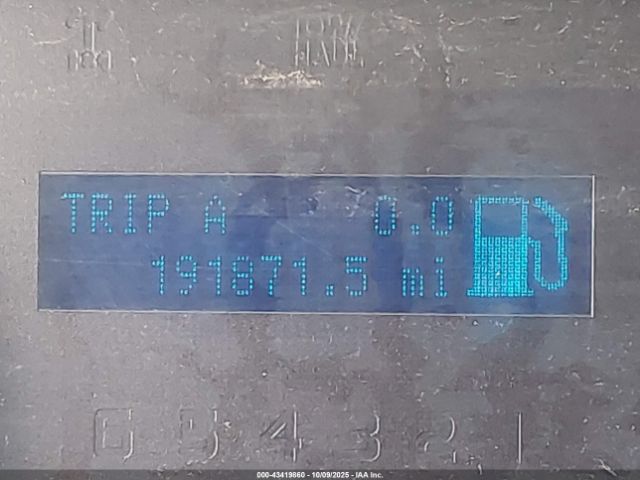 TRIP A 0.0
191871.5 mi
6 5 4 3 2 1
000-43419860 - 10/09/2025 - IAA Inc.